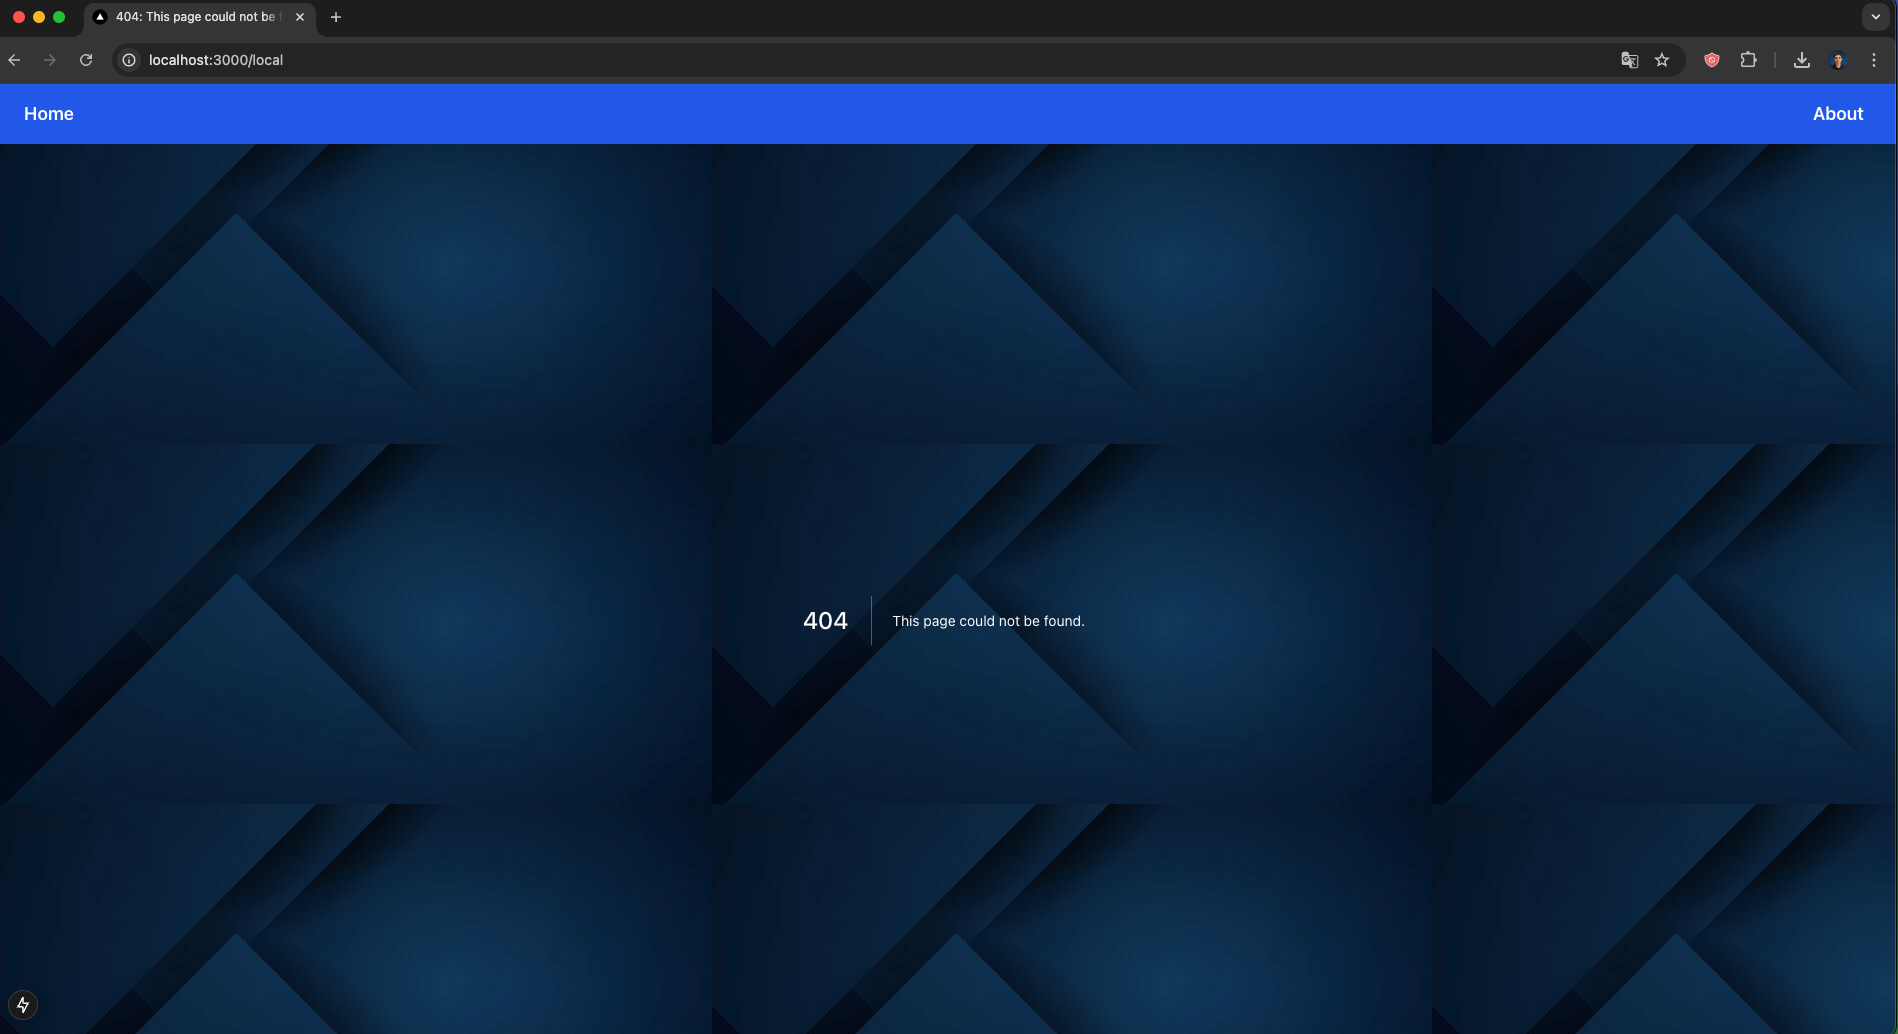 404: This page could not be f
localhost:3000/local
Home
About
404
This page could not be found.